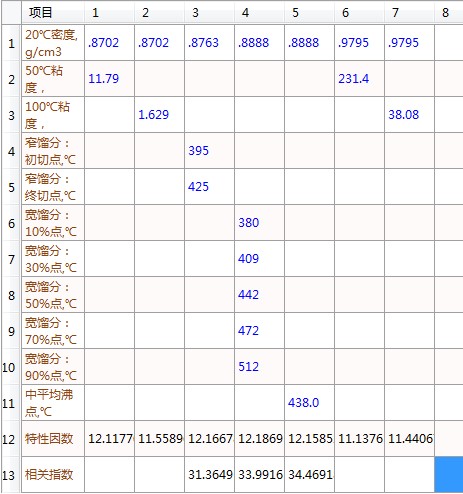 项目 1 2 3 4 5 6 7 8
1 20℃密度, .8702 .8702 .8763 .8888 .8888 .9795 .9795
g/cm3
2 50℃粘 11.79 231.4
度，
3 100℃粘 1.629 38.08
度，
4 窄馏分： 395
初切点,℃
5 窄馏分： 425
终切点,℃
6 宽馏分： 380
10%点,℃
7 宽馏分： 409
30%点,℃
8 宽馏分： 442
50%点,℃
9 宽馏分： 472
70%点,℃
10 宽馏分： 512
90%点,℃
11 中平均沸 438.0
点,℃
12 特性因数 12.1177 11.5589 12.1667 12.1869 12.1585 11.1376 11.4406
13 相关指数 31.3649 33.9916 34.4691